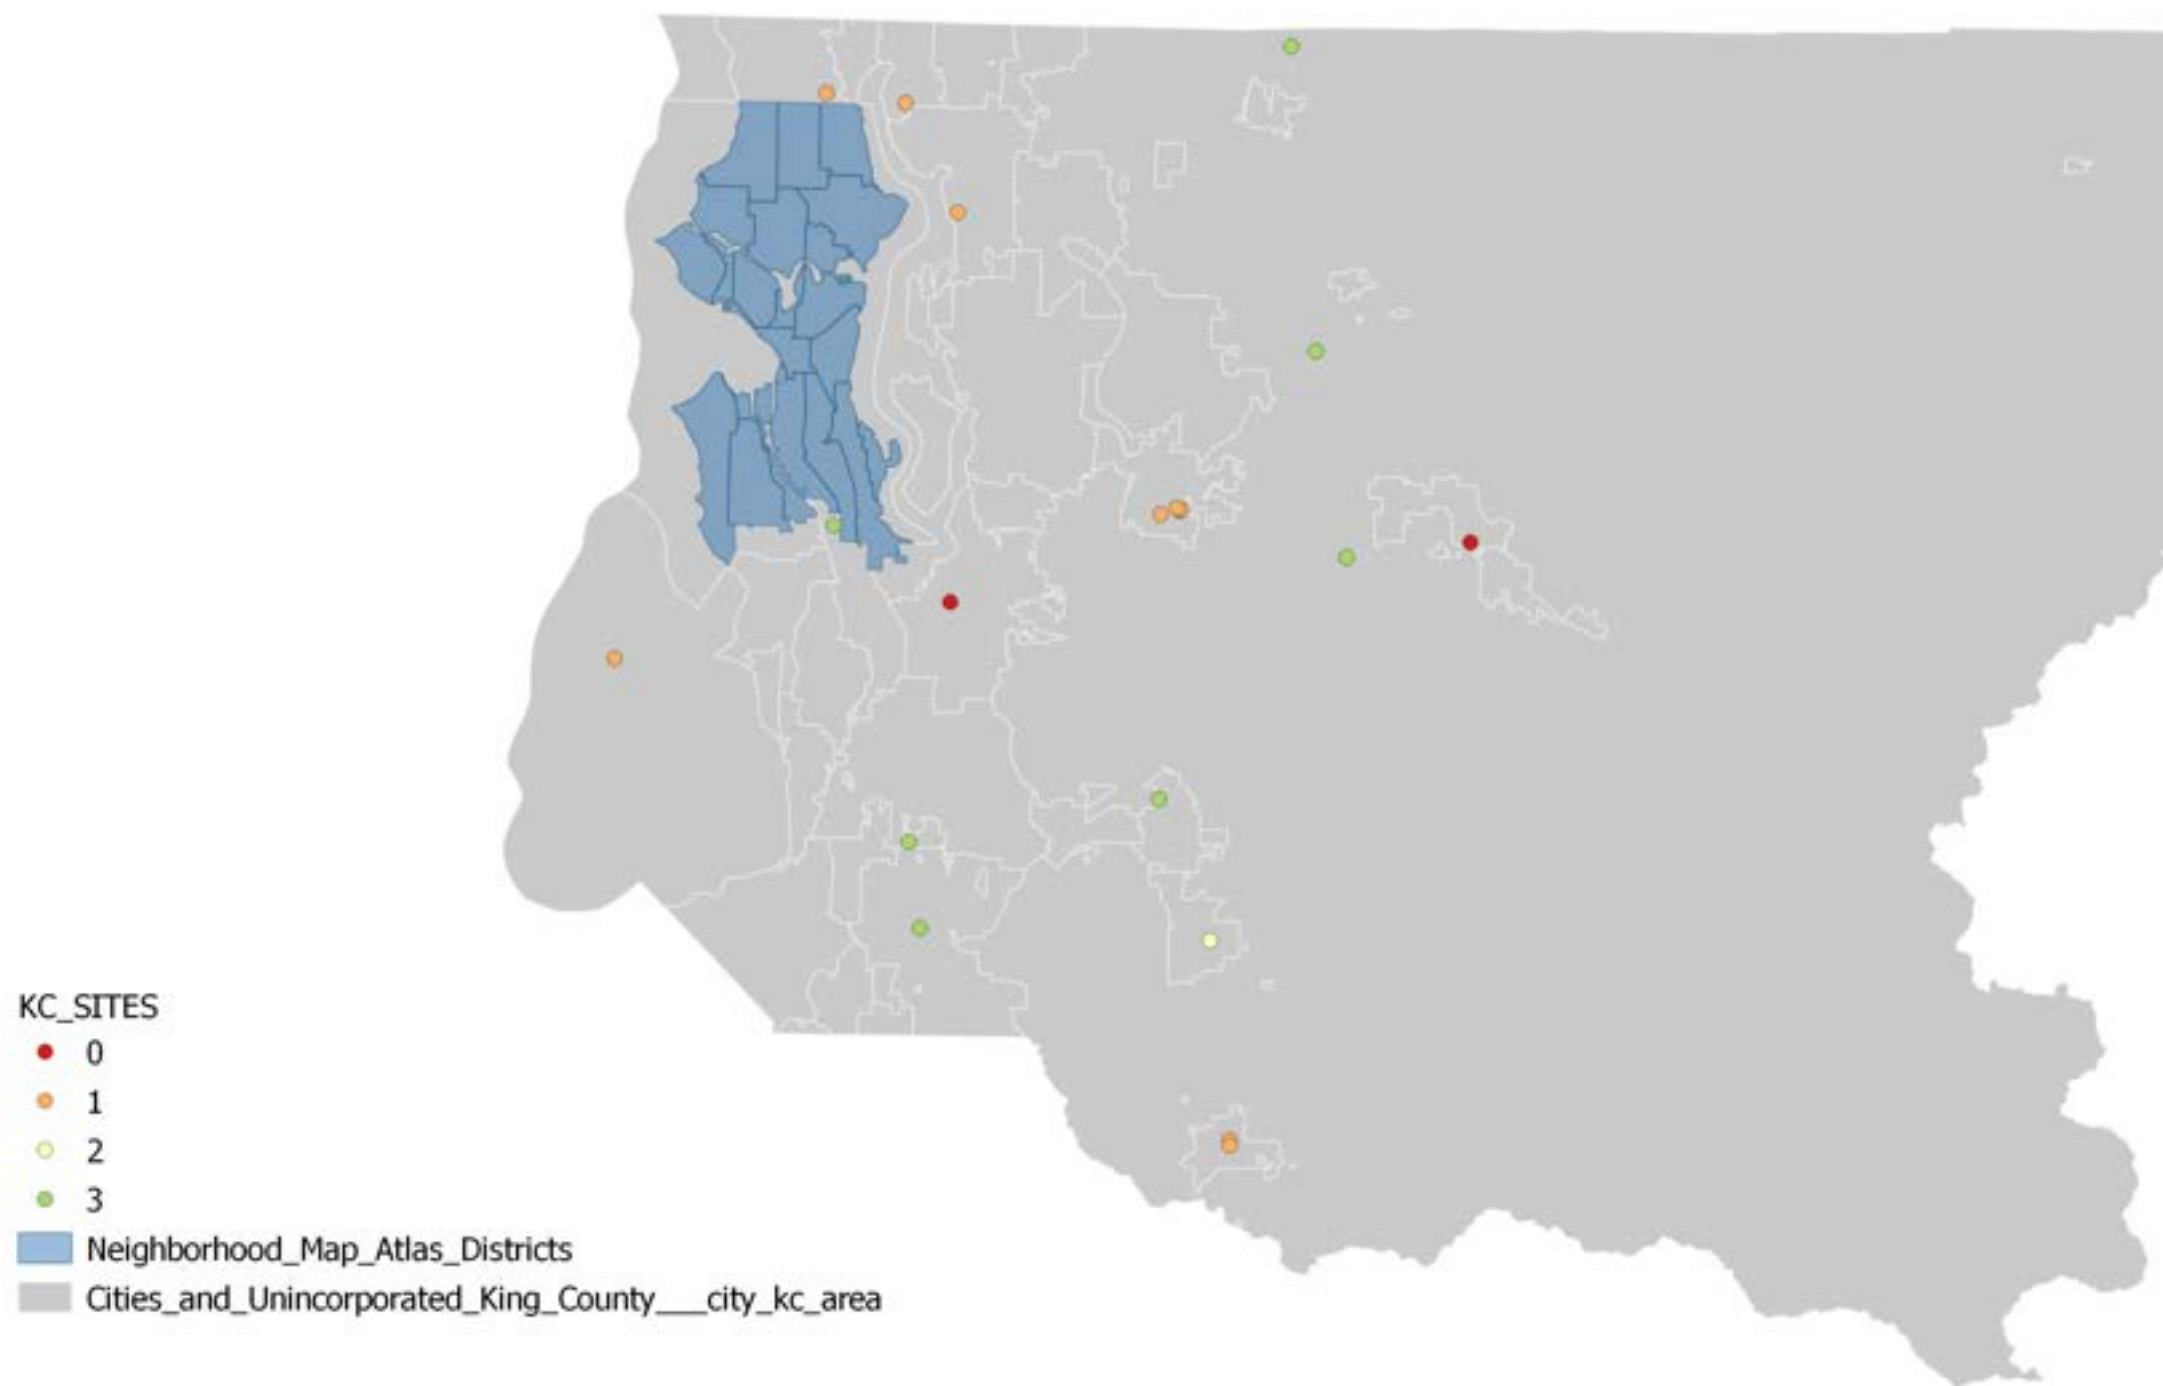 KC_SITES
0
1
2
3
Neighborhood_Map_Atlas_Districts
Cities_and_Unincorporated_King_County___city_kc_area